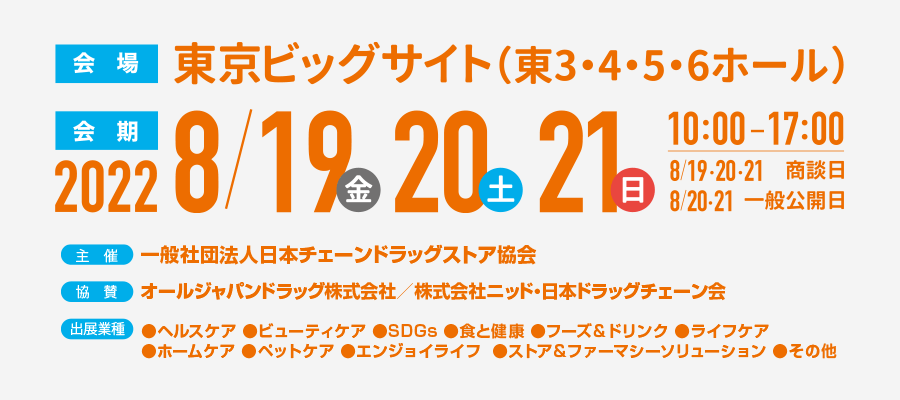 会場 東京ビッグサイト（東3・4・5・6ホール）
会期 2022 8/19金 20土 21日
10:00－17:00
8/19・20・21 商談日
8/20・21 一般公開日
主催 一般社団法人日本チェーンドラッグストア協会
協賛 オールジャパンドラッグ株式会社／株式会社ニッド・日本ドラッグチェーン会
出展業種 ●ヘルスケア ●ビューティケア ●SDGs ●食と健康 ●フーズ＆ドリンク ●ライフケア
●ホームケア ●ペットケア ●エンジョイライフ ●ストア&ファーマシーソリューション ●その他